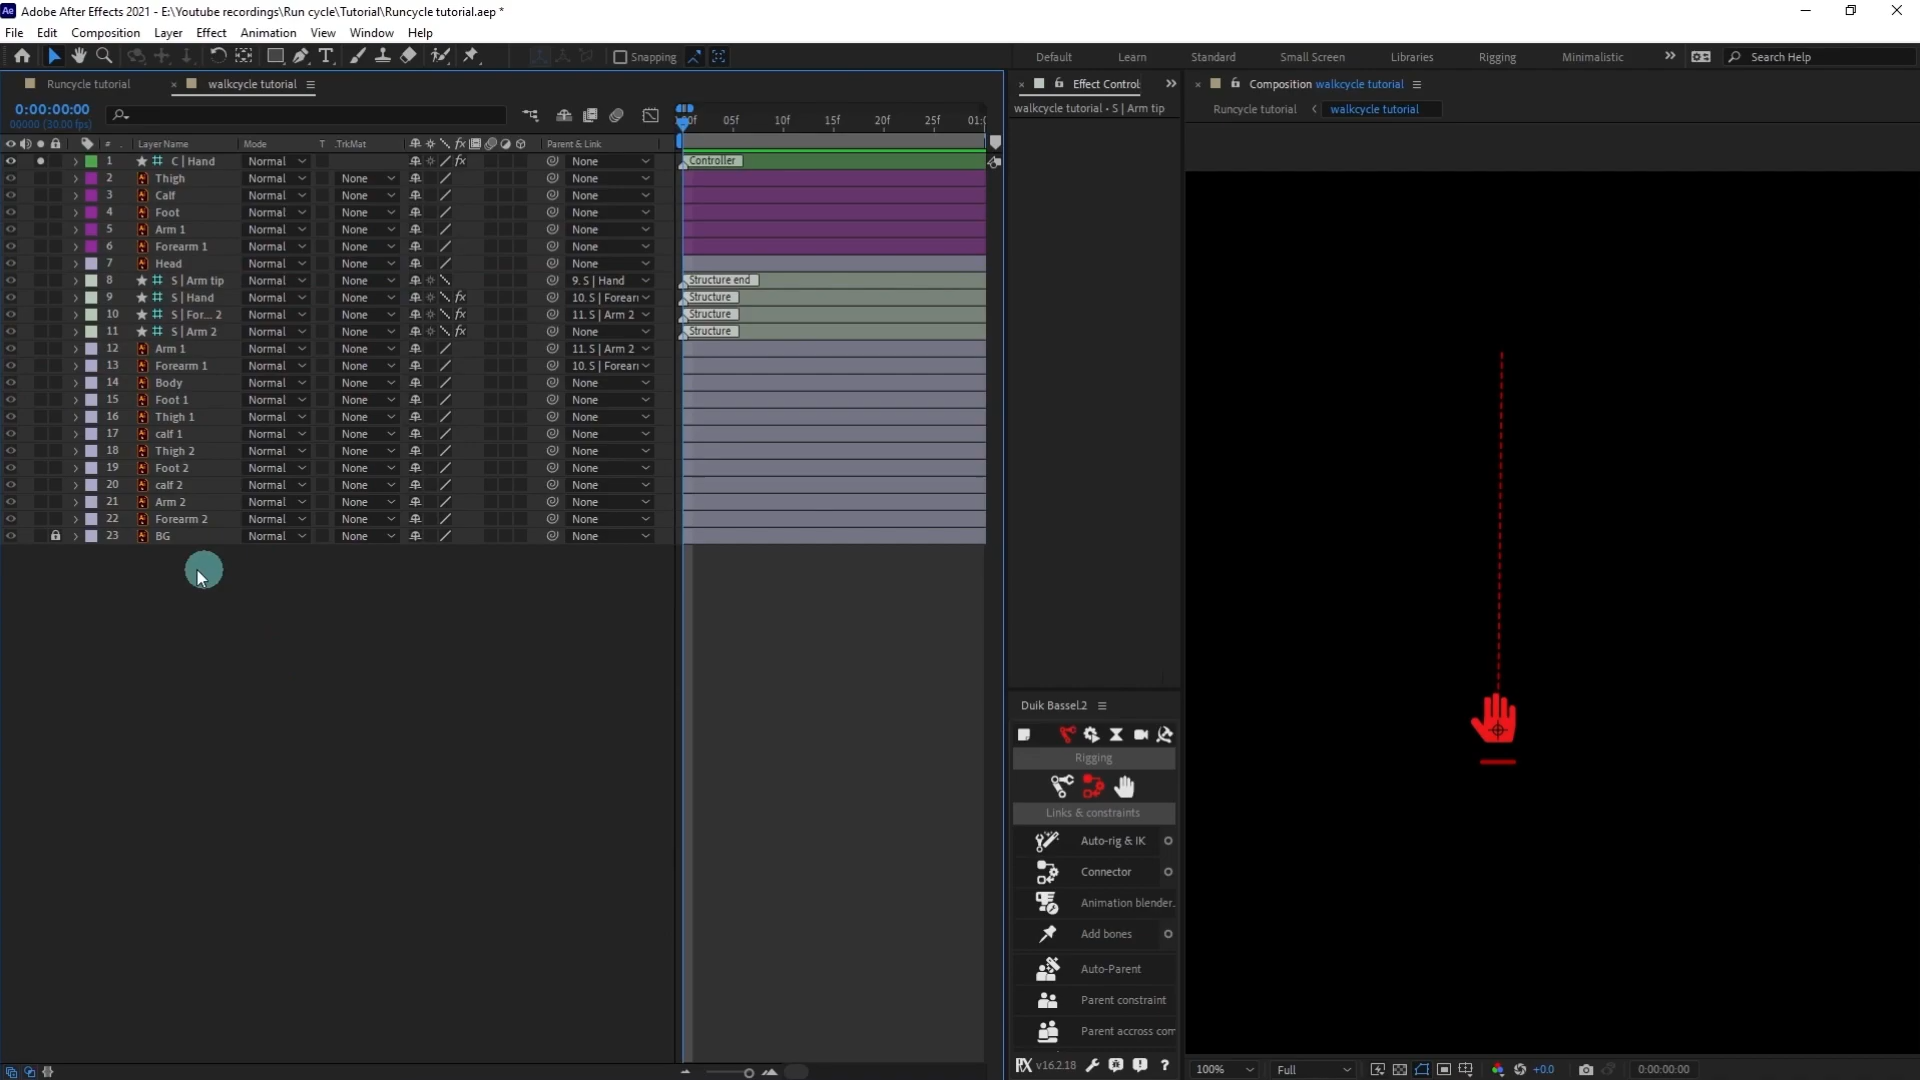 Ae Adobe After Effects 2021 - E:\Youtube recordings\Run cycle\Tutorial\Runcycle tutorial.aep *
File Edit Composition Layer Effect Animation View Window Help
Snapping Default Learn Standard Small Screen Libraries Rigging Minimalistic Search Help
Runcycle tutorial walkcycle tutorial
Effect Control
Composition walkcycle tutorial
walkcycle tutorial • S | Arm tip
Runcycle tutorial walkcycle tutorial
0:00:00:00
00000 (30.00 fps)
05f 10f 15f 20f 25f
# Layer Name Mode T .TrkMat fx Parent & Link
1 C | Hand Normal fx None Controller
2 Thigh Normal None None
3 Calf Normal None None
4 Foot Normal None None
5 Arm 1 Normal None None
6 Forearm 1 Normal None None
7 Head Normal None None
8 S | Arm tip Normal None 9. S | Hand Structure end
9 S | Hand Normal None fx 10. S | Forear Structure
10 S | For... 2 Normal None fx 11. S | Arm 2 Structure
11 S | Arm 2 Normal None fx None Structure
12 Arm 1 Normal None 11. S | Arm 2
13 Forearm 1 Normal None 10. S | Forear
14 Body Normal None None
15 Foot 1 Normal None None
16 Thigh 1 Normal None None
17 calf 1 Normal None None
18 Thigh 2 Normal None None
19 Foot 2 Normal None None
20 calf 2 Normal None None
21 Arm 2 Normal None None
22 Forearm 2 Normal None None
23 BG Normal None None
Duik Bassel.2
Rigging
Links & constraints
Auto-rig & IK
Connector
Animation blender.
Add bones
Auto-Parent
Parent constraint
Parent accross com
v16.2.18 ?
100% Full +0.0 0:00:00:00